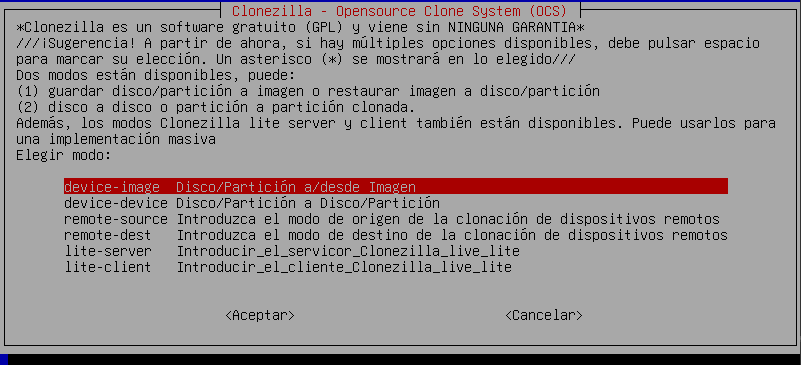 Clonezilla - Opensource Clone System (OCS)
*Clonezilla es un software gratuito (GPL) y viene sin NINGUNA GARANTIA*
///¡Sugerencia! A partir de ahora, si hay múltiples opciones disponibles, debe pulsar espacio
para marcar su elección. Un asterisco (*) se mostrará en lo elegido///
Dos modos están disponibles, puede:
(1) guardar disco/partición a imagen o restaurar imagen a disco/partición
(2) disco a disco o partición a partición clonada.
Además, los modos Clonezilla lite server y client también están disponibles. Puede usarlos para
una implementación masiva
Elegir modo:
device-image Disco/Partición a/desde Imagen
device-device Disco/Partición a Disco/Partición
remote-source Introduzca el modo de origen de la clonación de dispositivos remotos
remote-dest Introduzca el modo de destino de la clonación de dispositivos remotos
lite-server Introducir_el_servicor_Clonezilla_live_lite
lite-client Introducir_el_cliente_Clonezilla_live_lite
<Aceptar> <Cancelar>